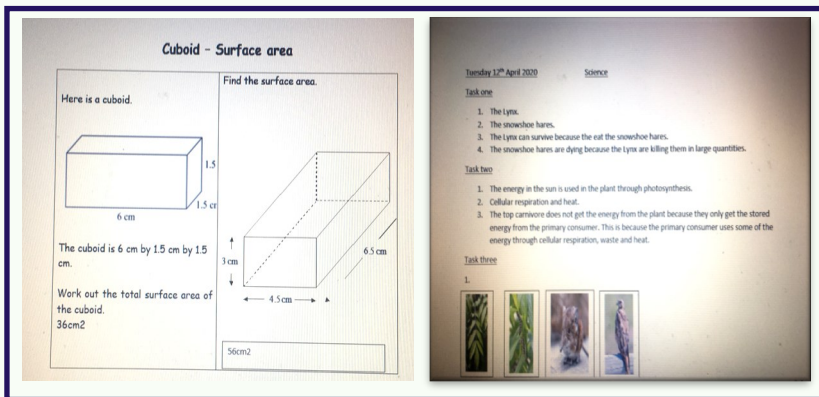 Cuboid - Surface area
Here is a cuboid.
1.5
1.5 cr
6 cm
The cuboid is 6 cm by 1.5 cm by 1.5
cm.
Work out the total surface area of
the cuboid.
36cm2
Find the surface area.
3 cm
6.5 cm
4.5 cm
56cm2
Tuesday 12th April 2020 Science
Task one
1. The Lynx.
2. The snowshoe hares.
3. The Lynx can survive because the eat the snowshoe hares.
4. The snowshoe hares are dying because the Lynx are killing them in large quantities.
Task two
1. The energy in the sun is used in the plant through photosynthesis.
2. Cellular respiration and heat.
3. The top carnivore does not get the energy from the plant because they only get the stored
energy from the primary consumer. This is because the primary consumer uses some of the
energy through cellular respiration, waste and heat.
Task three
1.